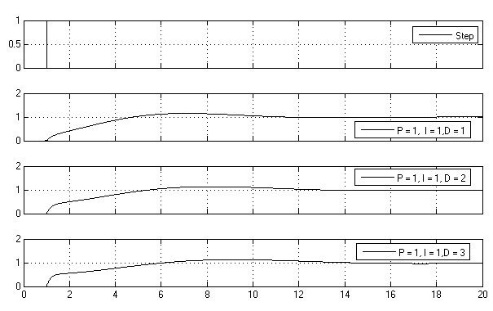 1
0.5
0
Step
2
1
0
P = 1, I = 1,D = 1
2
1
0
P = 1, I = 1,D = 2
2
1
0
P = 1, I = 1,D = 3
0 2 4 6 8 10 12 14 16 18 20